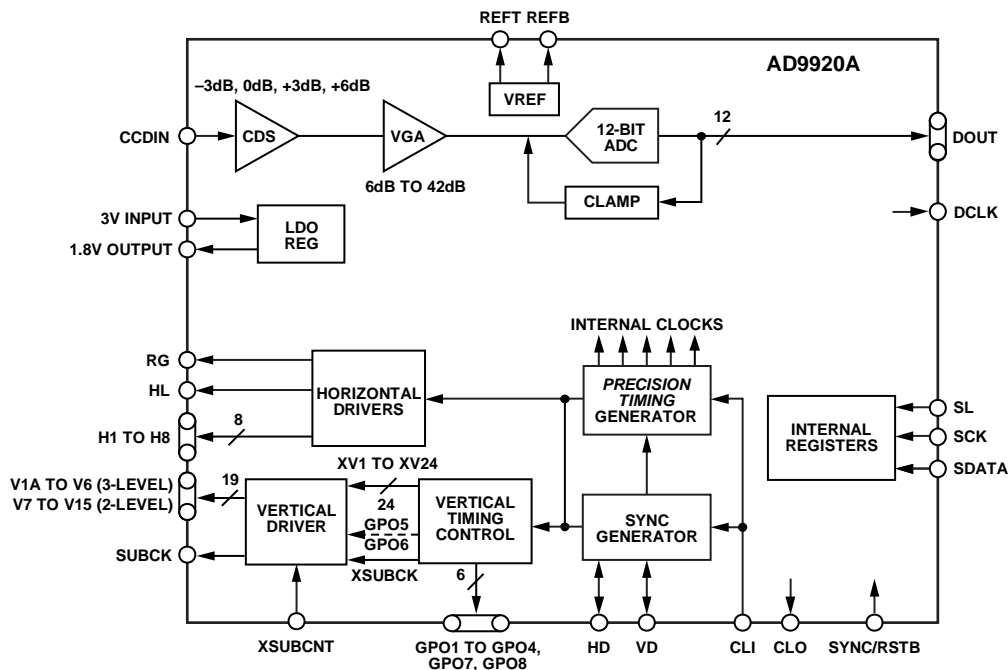 REFT REFB
AD9920A
–3dB, 0dB, +3dB, +6dB
VREF
12
CCDIN
CDS
VGA
12-BIT
ADC
DOUT
6dB TO 42dB
CLAMP
3V INPUT
LDO
REG
DCLK
1.8V OUTPUT
INTERNAL CLOCKS
RG
HORIZONTAL
DRIVERS
PRECISION
TIMING
GENERATOR
HL
INTERNAL
REGISTERS
SL
SCK
SDATA
H1 TO H8
8
XV1 TO XV24
24
V1A TO V6 (3-LEVEL)
V7 TO V15 (2-LEVEL)
19
VERTICAL
DRIVER
GPO5
GPO6
VERTICAL
TIMING
CONTROL
SYNC
GENERATOR
SUBCK
XSUBCK
6
XSUBCNT
GPO1 TO GPO4,
GPO7, GPO8
HD
VD
CLI
CLO
SYNC/RSTB